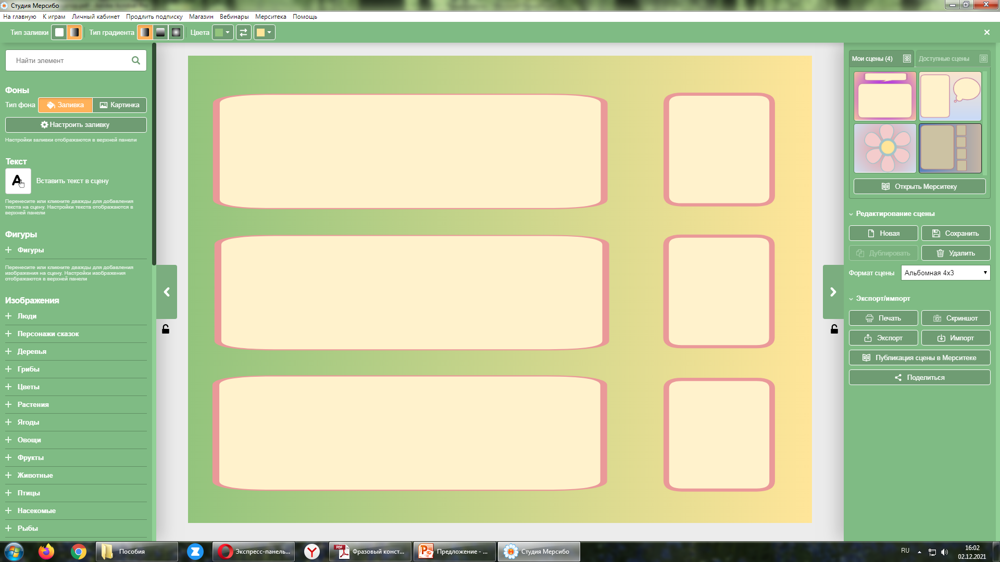 Студия Мерсибо
На главную К играм Личный кабинет Продлить подписку Магазин Вебинары Мерситека Помощь
Тип заливки Тип градиента Цвета
Найти элемент
Фоны
Тип фона Заливка Картинка
Настроить заливку
Настройки заливки отображаются в верхней панели
Текст
A Вставить текст в сцену
Перенесите или кликните дважды для добавления
текста на сцену. Настройки текста отображаются в
верхней панели
Фигуры
Фигуры
Перенесите или кликните дважды для добавления
изображения на сцену. Настройки изображения
отображаются в верхней панели
Изображения
Люди
Персонажи сказок
Деревья
Грибы
Цветы
Растения
Ягоды
Овощи
Фрукты
Животные
Птицы
Насекомые
Рыбы
Мои сцены (4) Доступные сцены
Открыть Мерситеку
Редактирование сцены
Новая Сохранить
Дублировать Удалить
Формат сцены Альбомная 4х3
Экспорт/импорт
Печать Скриншот
Экспорт Импорт
Публикация сцены в Мерситеке
Поделиться
Пособия Экспресс-панель... PDF Фразовый конст... Предложение - ... Студия Мерсибо RU 16:02
02.12.2021